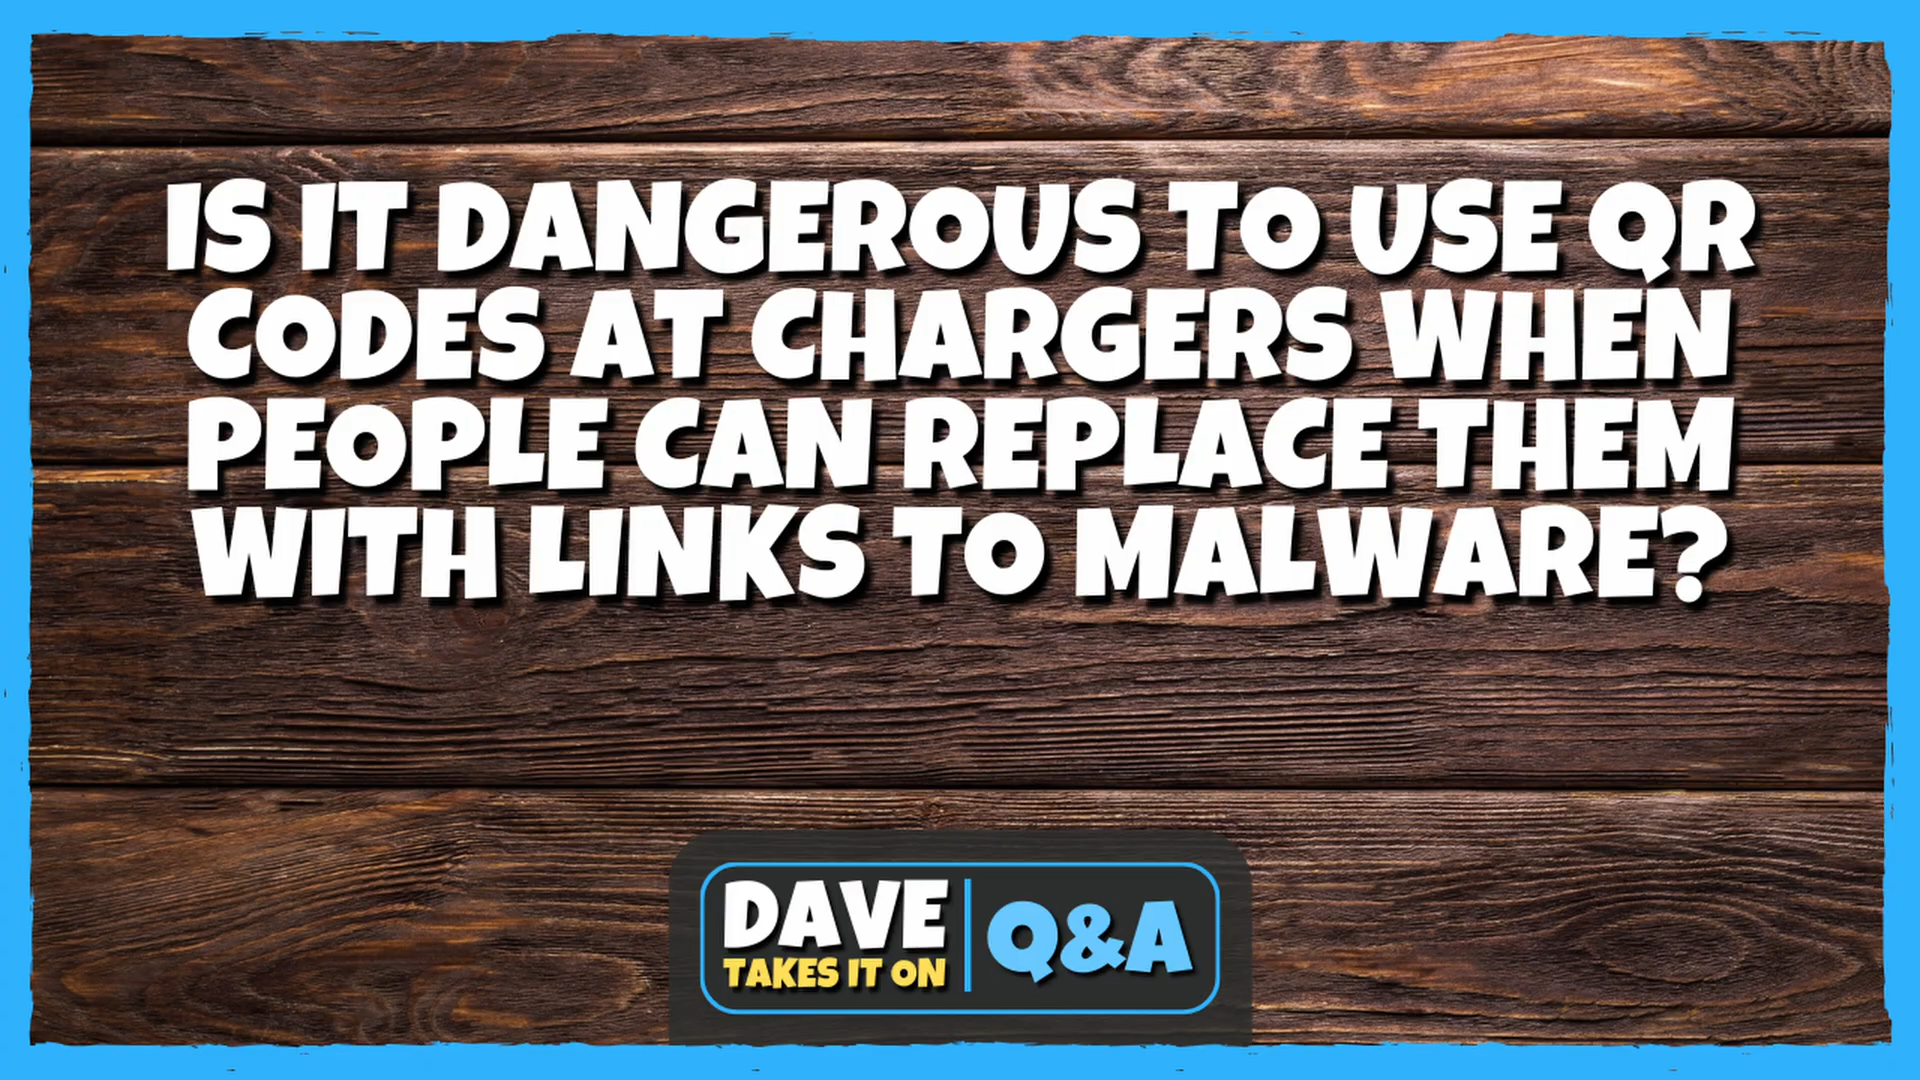 IS IT DANGEROUS TO USE QR
CODES AT CHARGERS WHEN
PEOPLE CAN REPLACE THEM
WITH LINKS TO MALWARE?
DAVE
TAKES IT ON
Q&A